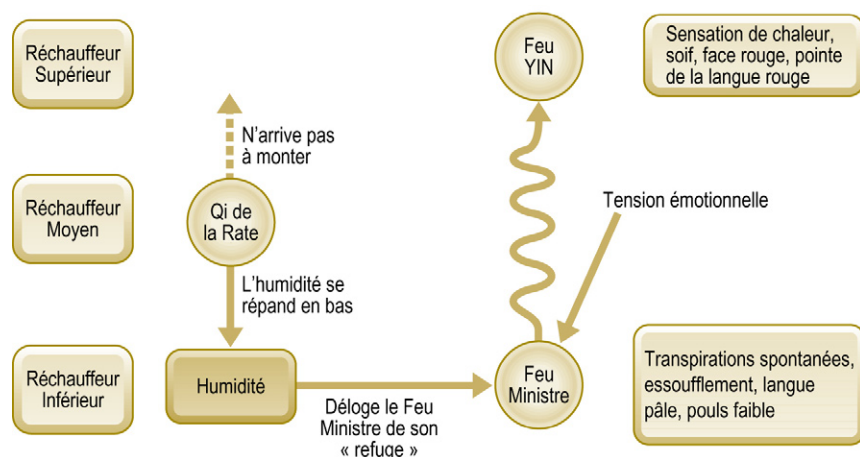 Réchauffeur
Supérieur
Feu
YIN
Sensation de chaleur,
soif, face rouge, pointe
de la langue rouge
N'arrive pas
à monter
Réchauffeur
Moyen
Qi de
la Rate
Tension émotionnelle
L'humidité se
répand en bas
Réchauffeur
Inférieur
Humidité
Déloge le Feu
Ministre de son
« refuge »
Feu
Ministre
Transpirations spontanées,
essoufflement, langue
pâle, pouls faible